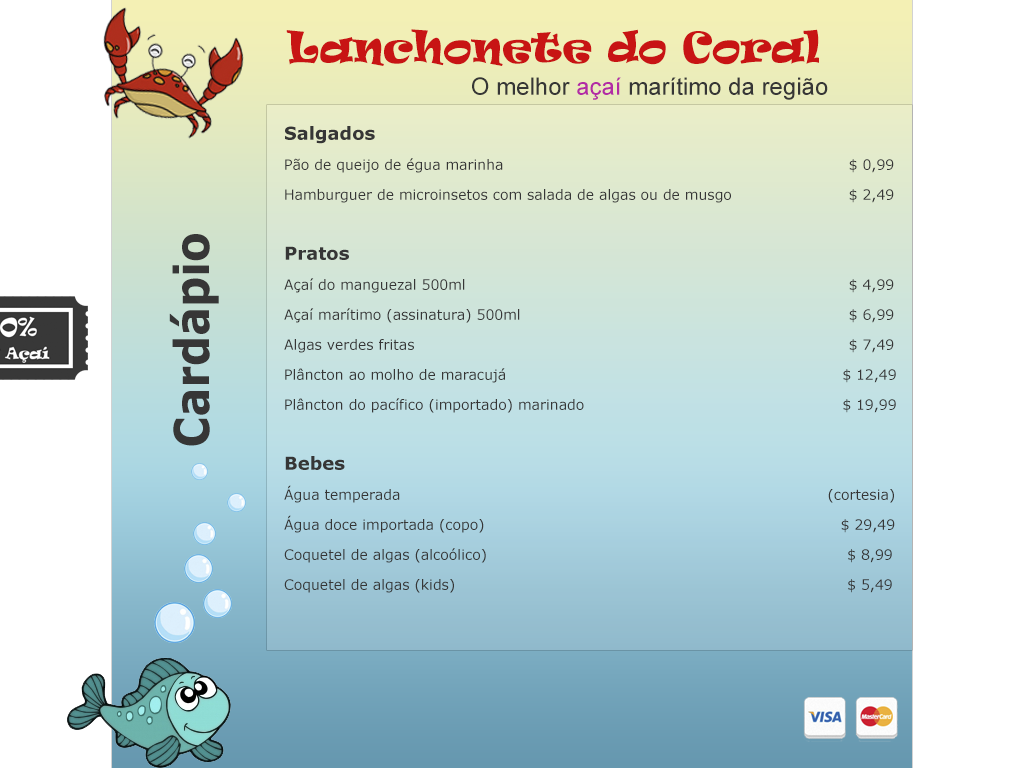 Lanchonete do Coral
O melhor açaí marítimo da região
Cardápio
Salgados
Pão de queijo de égua marinha $ 0,99
Hamburguer de microinsetos com salada de algas ou de musgo $ 2,49
Pratos
Açaí do manguezal 500ml $ 4,99
Açaí marítimo (assinatura) 500ml $ 6,99
Algas verdes fritas $ 7,49
Plâncton ao molho de maracujá $ 12,49
Plâncton do pacífico (importado) marinado $ 19,99
Bebes
Água temperada (cortesia)
Água doce importada (copo) $ 29,49
Coquetel de algas (alcoólico) $ 8,99
Coquetel de algas (kids) $ 5,49
0%
Açaí
VISA
MasterCard